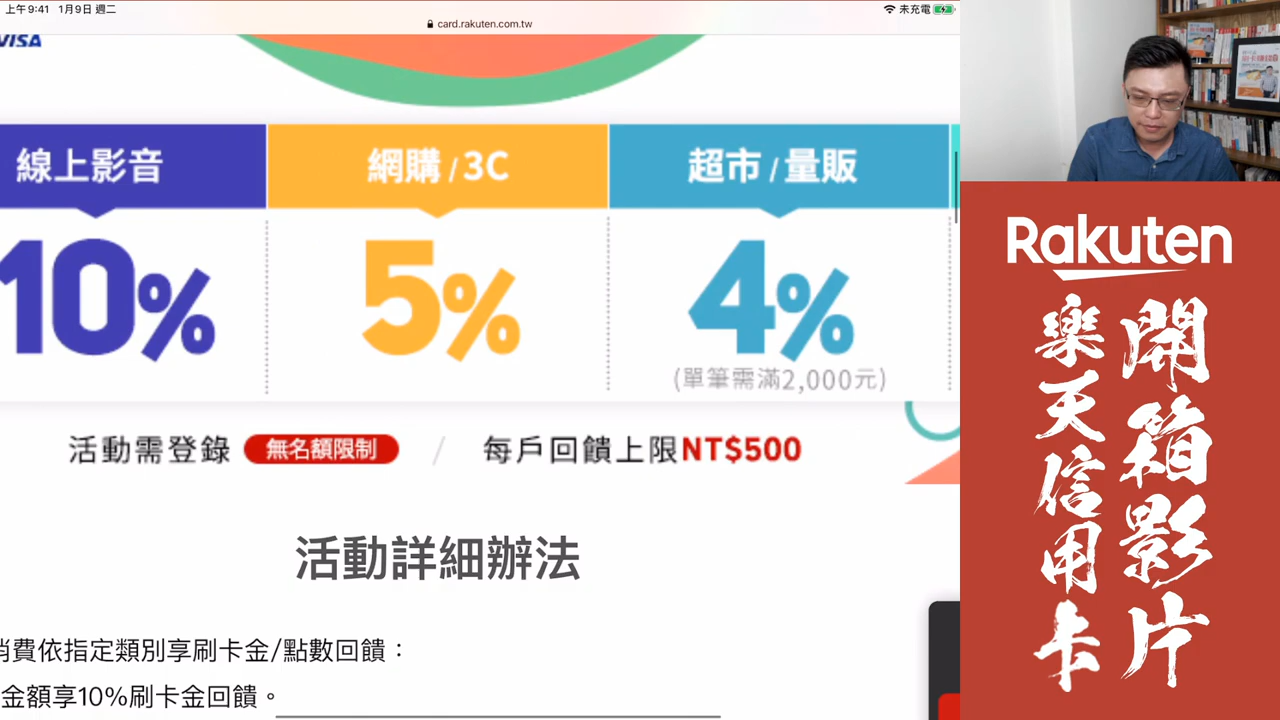 上午9:41 1月9日 週二
未充電
card.rakuten.com.tw
VISA
線上影音
網購/3C
超市/量販
10%
5%
4%
(單筆需滿2,000元)
活動需登錄 無名額限制 / 每戶回饋上限NT$500
活動詳細辦法
消費依指定類別享刷卡金/點數回饋：
金額享10%刷卡金回饋。
Rakuten
開箱影片
樂天信用卡